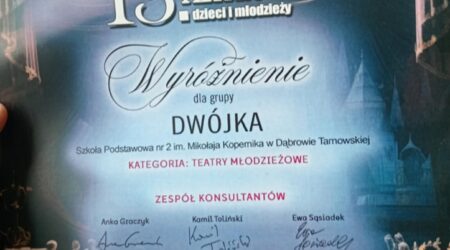 13
dzieci i młodzieży
Wyróżnienie
dla grupy
DWÓJKA
Szkoła Podstawowa nr 2 im. Mikołaja Kopernika w Dąbrowie Tarnowskiej
KATEGORIA: TEATRY MŁODZIEŻOWE
ZESPÓŁ KONSULTANTÓW
Anka Graczyk Kamil Toliński Ewa Sąsiadek